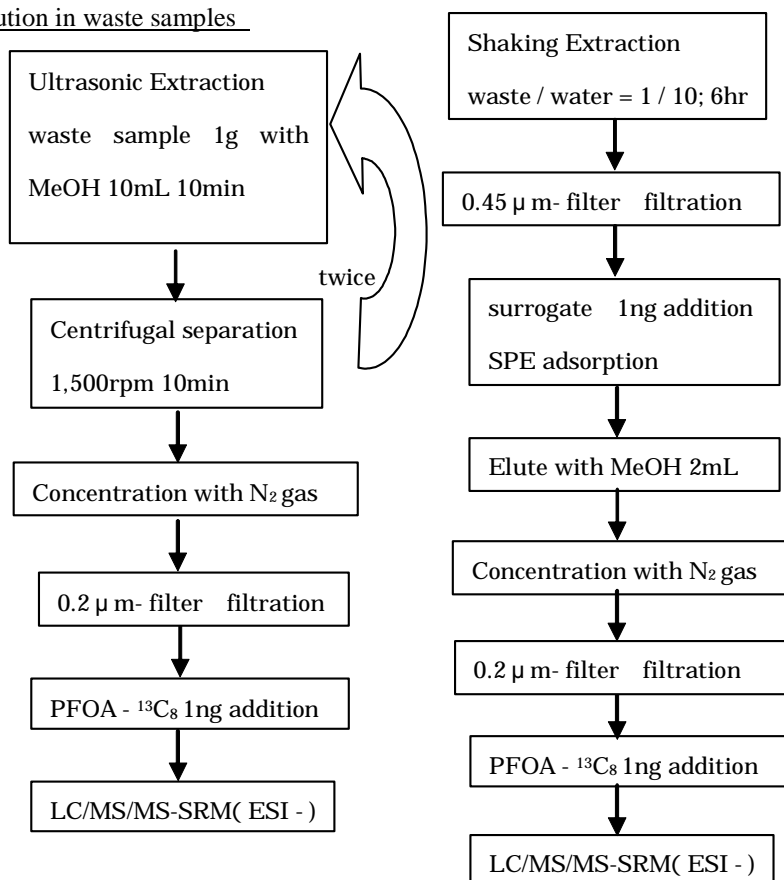 ution in waste samples
Ultrasonic Extraction
waste sample 1g with
MeOH 10mL 10min
twice
Centrifugal separation
1,500rpm 10min
Concentration with N₂ gas
0.2 μ m- filter filtration
PFOA - ¹³C₈ 1ng addition
LC/MS/MS-SRM( ESI - )
Shaking Extraction
waste / water = 1 / 10; 6hr
0.45 μ m- filter filtration
surrogate 1ng addition
SPE adsorption
Elute with MeOH 2mL
Concentration with N₂ gas
0.2 μ m- filter filtration
PFOA - ¹³C₈ 1ng addition
LC/MS/MS-SRM( ESI - )